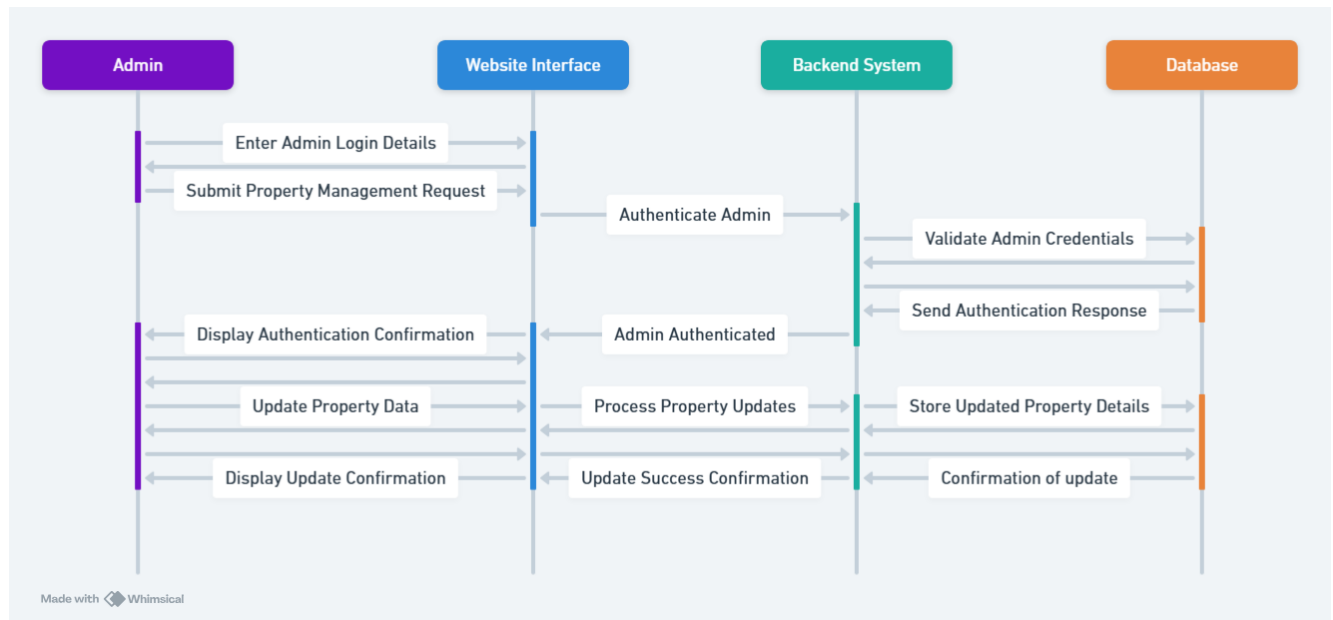 Admin
Website Interface
Backend System
Database
Enter Admin Login Details
Submit Property Management Request
Authenticate Admin
Validate Admin Credentials
Send Authentication Response
Display Authentication Confirmation
Admin Authenticated
Update Property Data
Process Property Updates
Store Updated Property Details
Display Update Confirmation
Update Success Confirmation
Confirmation of update
Made with Whimsical